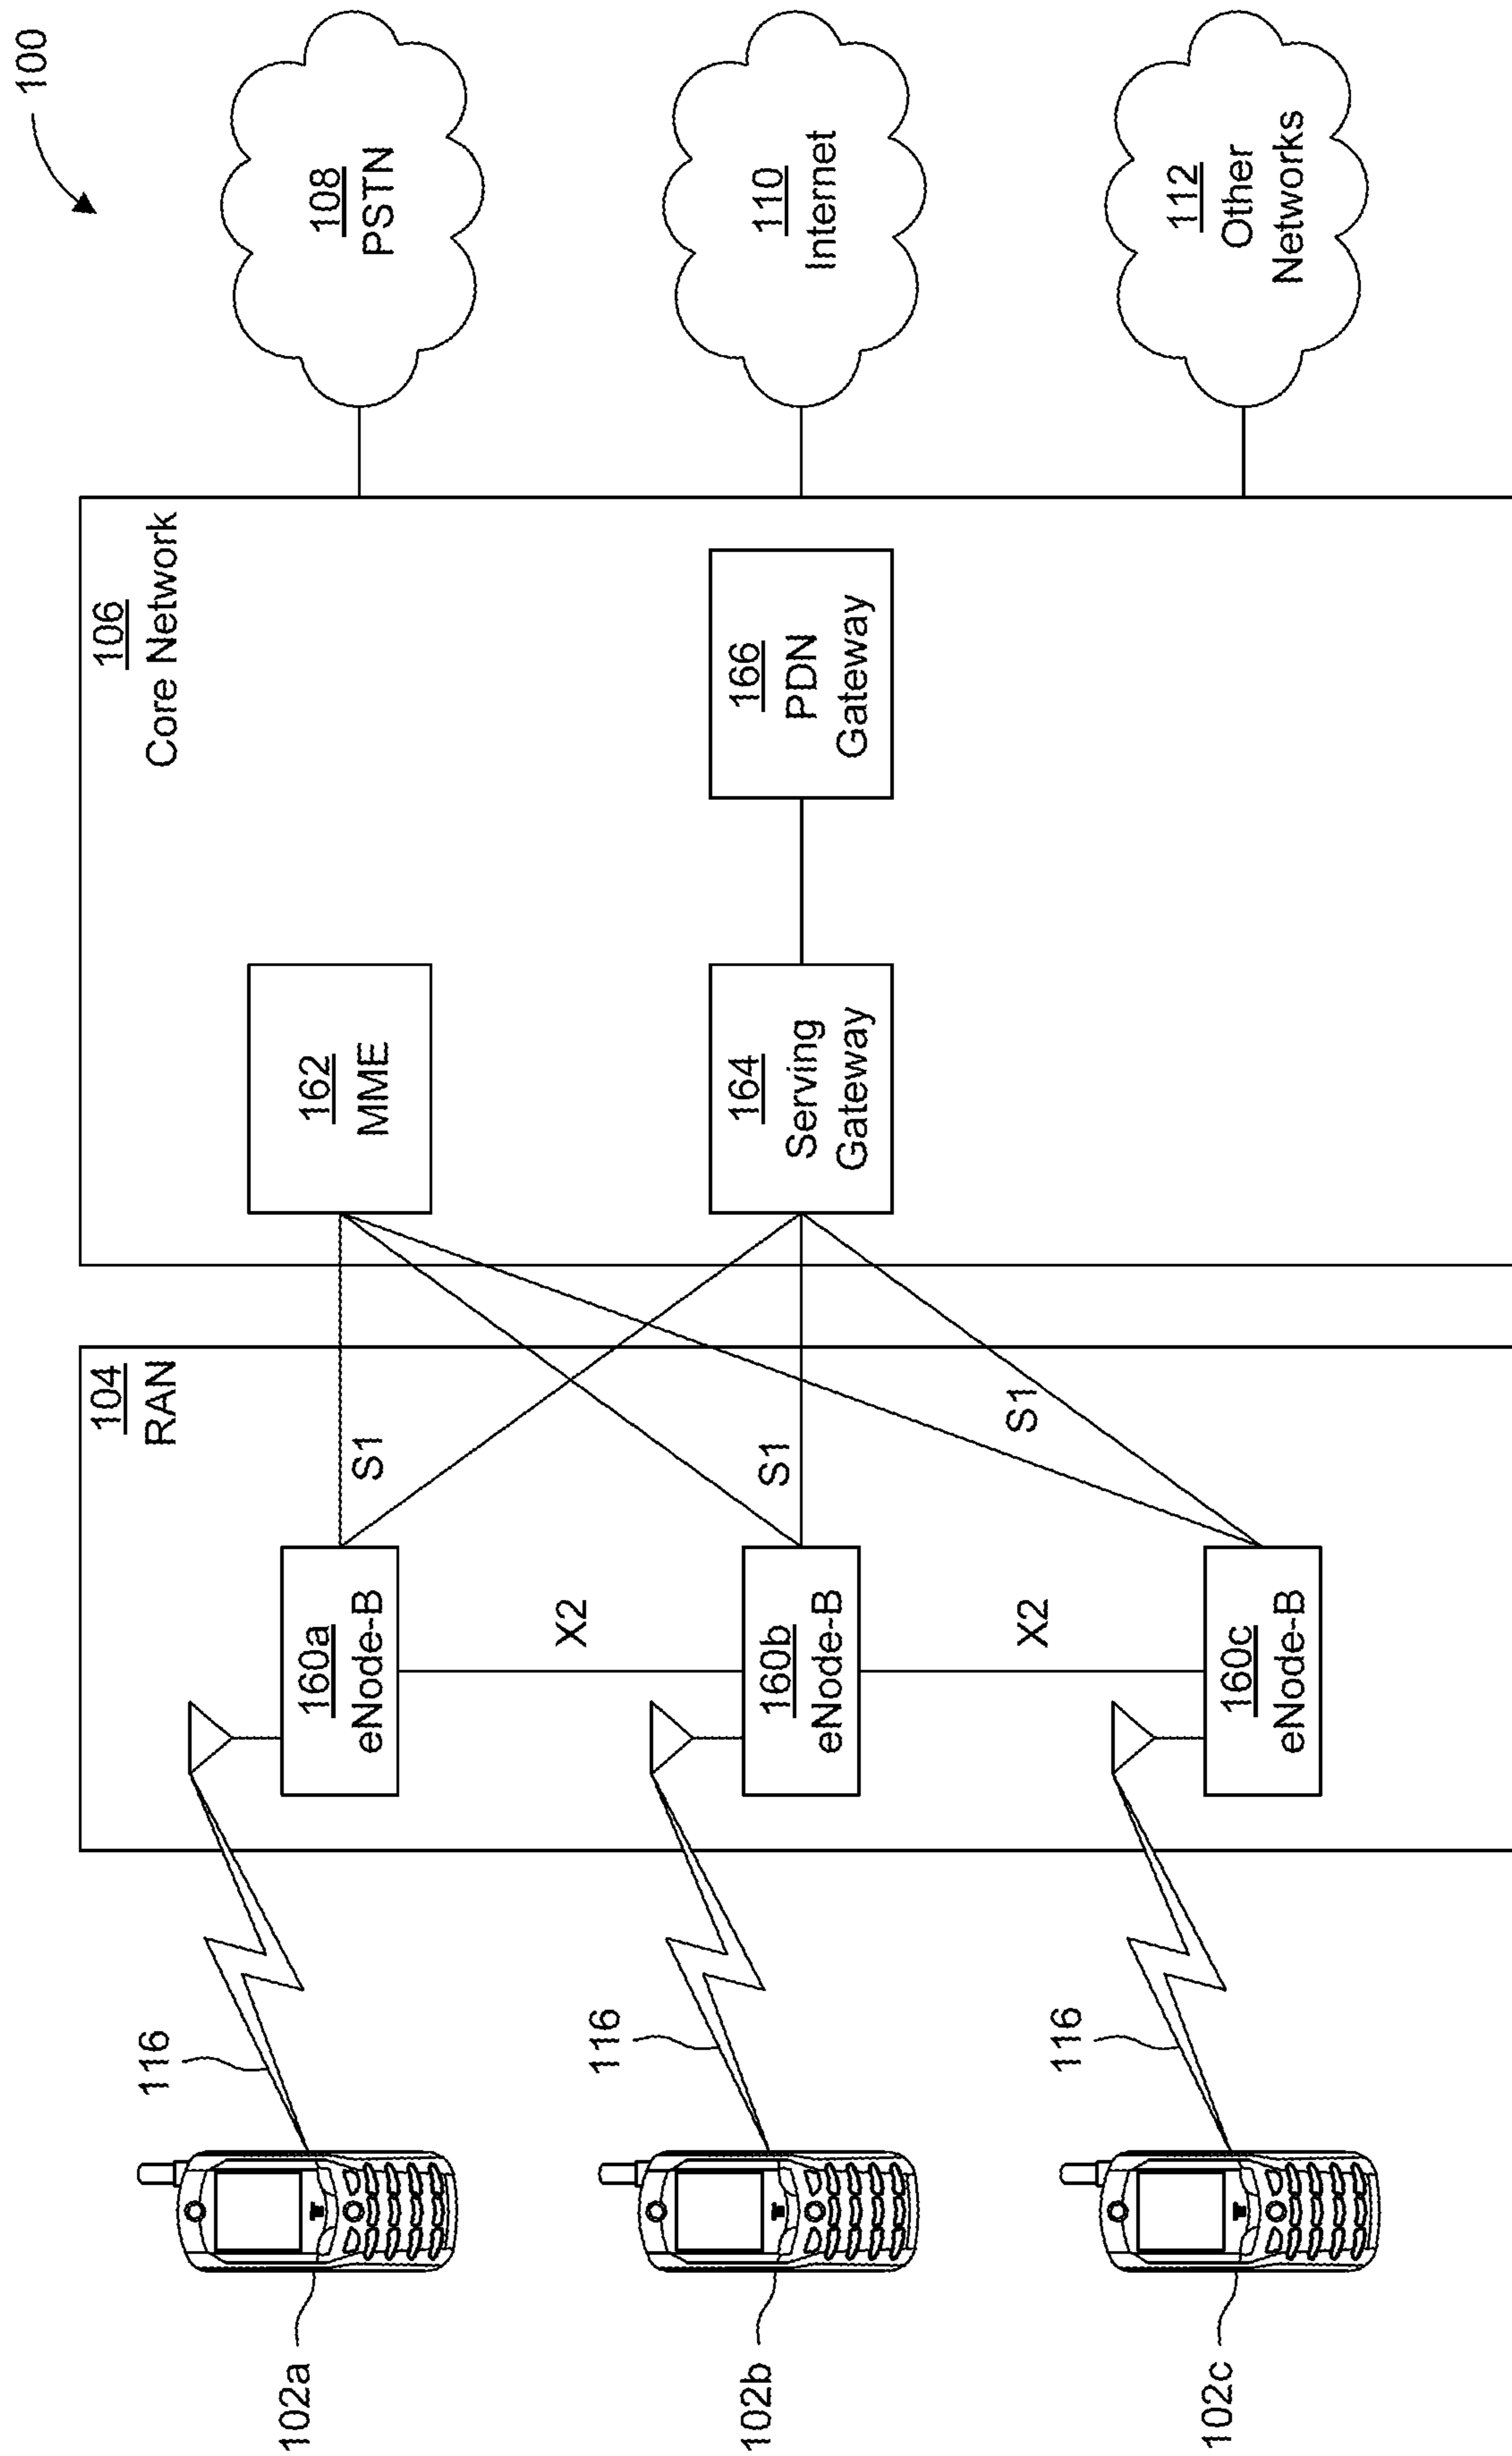 100
108
PSTN
110
Internet
112
Other
Networks
106
Core Network
162
MME
164
Serving
Gateway
166
PDN
Gateway
104
RAN
S1
S1
S1
160a
eNode-B
X2
160b
eNode-B
X2
160c
eNode-B
116
116
116
102a
102b
102c